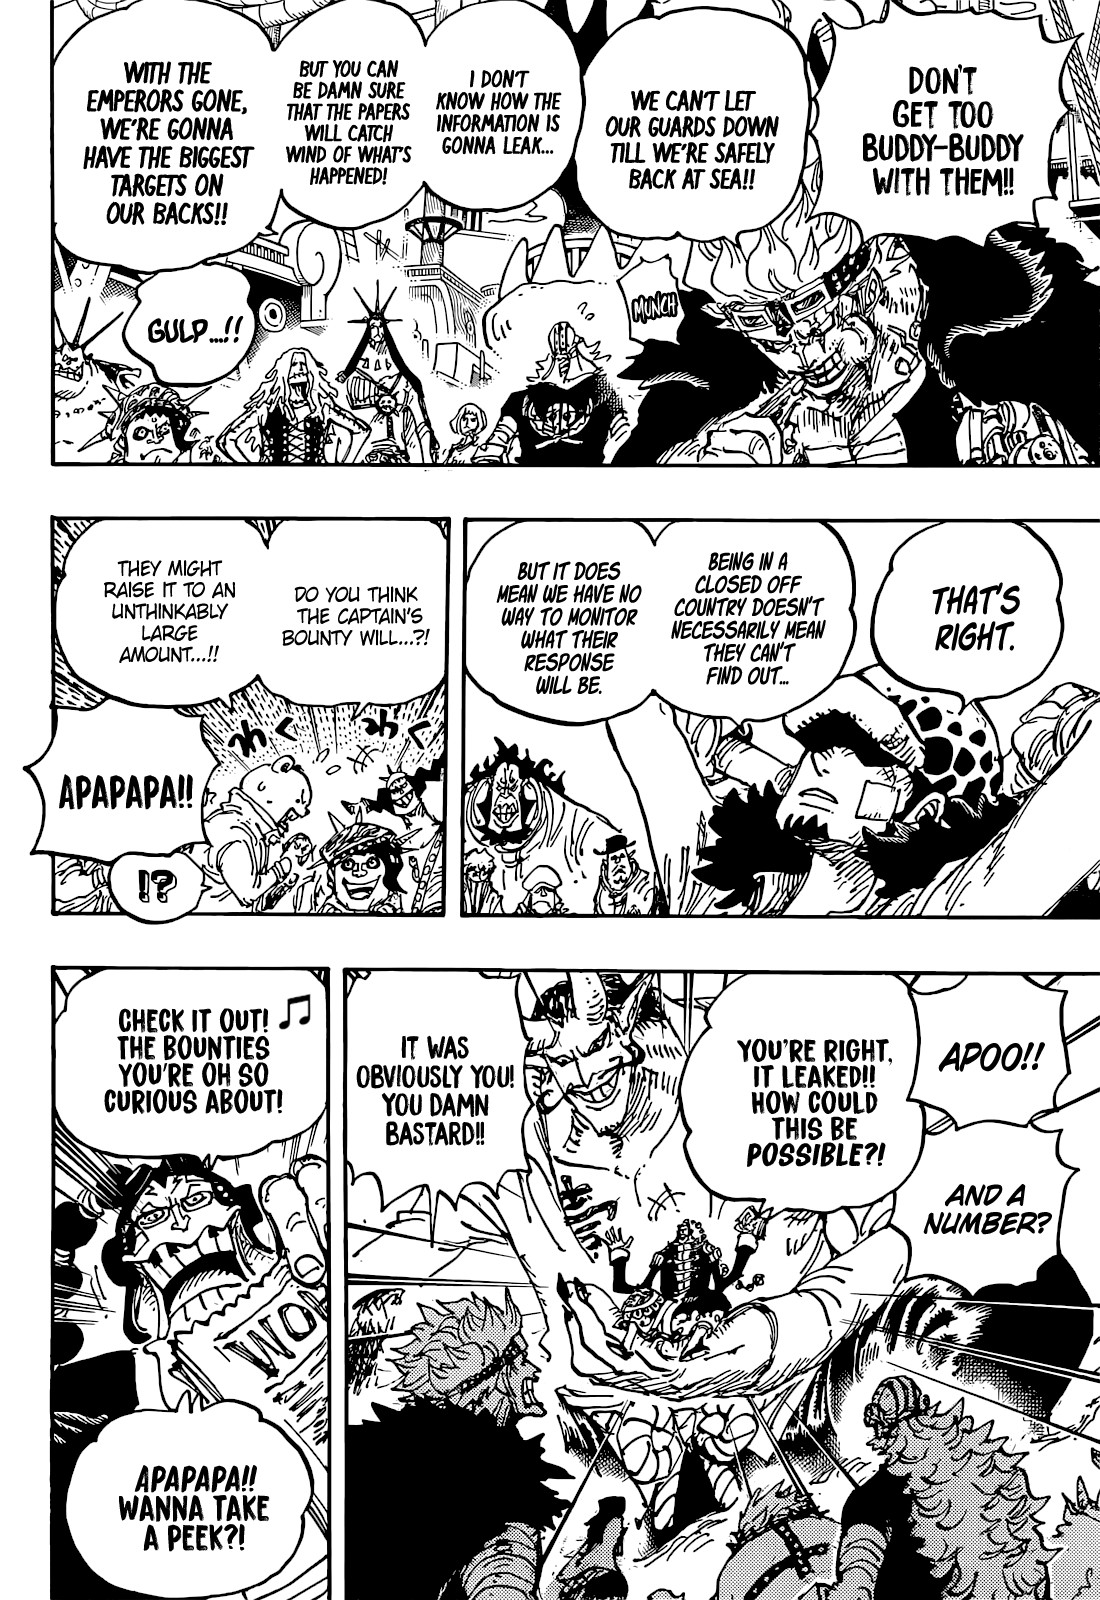 DON'T
GET TOO
BUDDY-BUDDY
WITH THEM!!
WE CAN'T LET
OUR GUARDS DOWN
TILL WE'RE SAFELY
BACK AT SEA!!
I DON'T
KNOW HOW THE
INFORMATION IS
GONNA LEAK...
BUT YOU CAN
BE DAMN SURE
THAT THE PAPERS
WILL CATCH
WIND OF WHAT'S
HAPPENED!
WITH THE
EMPERORS GONE,
WE'RE GONNA
HAVE THE BIGGEST
TARGETS ON
OUR BACKS!!
MUNCH
GULP...!!
THAT'S
RIGHT.
BEING IN A
CLOSED OFF
COUNTRY DOESN'T
NECESSARILY MEAN
THEY CAN'T
FIND OUT...
BUT IT DOES
MEAN WE HAVE NO
WAY TO MONITOR
WHAT THEIR
RESPONSE
WILL BE.
DO YOU THINK
THE CAPTAIN'S
BOUNTY WILL...?!
THEY MIGHT
RAISE IT TO AN
UNTHINKABLY
LARGE
AMOUNT...!!
わく
わく
APAPAPA!!
!?
APOO!!
AND A
NUMBER?
YOU'RE RIGHT,
IT LEAKED!!
HOW COULD
THIS BE
POSSIBLE?!
IT WAS
OBVIOUSLY YOU!
YOU DAMN
BASTARD!!
CHECK IT OUT! ♫
THE BOUNTIES
YOU'RE OH SO
CURIOUS ABOUT!
WO
APAPAPA!!
WANNA TAKE
A PEEK?!